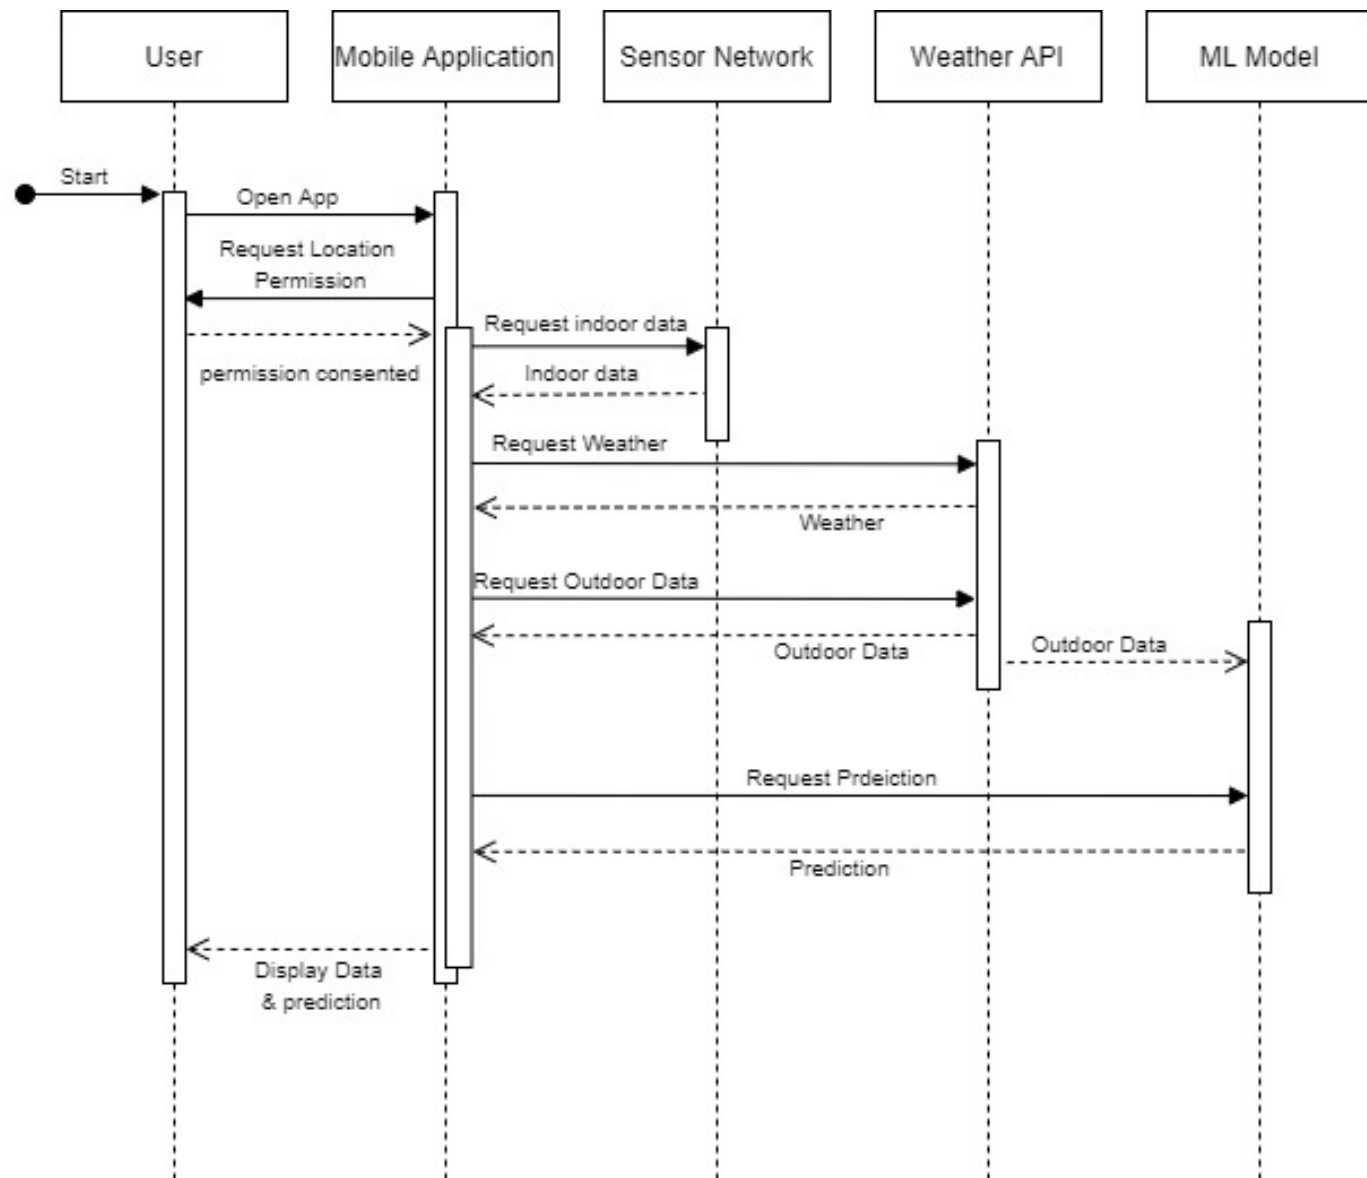 User
Mobile Application
Sensor Network
Weather API
ML Model
Start
Open App
Request Location
Permission
Request indoor data
permission consented
Indoor data
Request Weather
Weather
Request Outdoor Data
Outdoor Data
Outdoor Data
Request Prdeiction
Prediction
Display Data
& prediction